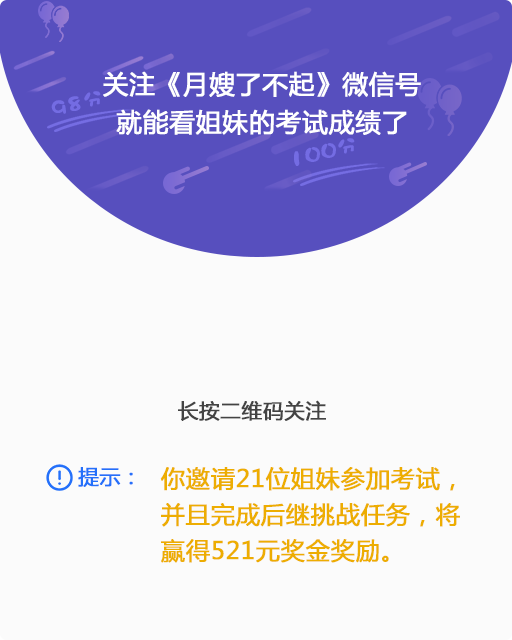 关注《月嫂了不起》微信号
就能看姐妹的考试成绩了
98分
100分
长按二维码关注
提示：
你邀请21位姐妹参加考试，
并且完成后继挑战任务，将
赢得521元奖金奖励。